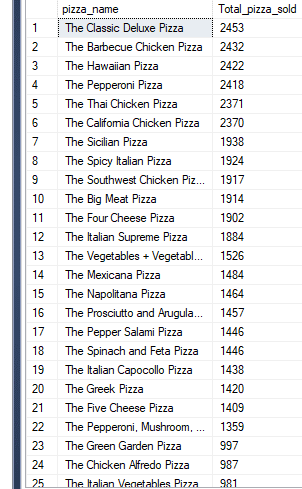 pizza_name Total_pizza_sold
1 The Classic Deluxe Pizza 2453
2 The Barbecue Chicken Pizza 2432
3 The Hawaiian Pizza 2422
4 The Pepperoni Pizza 2418
5 The Thai Chicken Pizza 2371
6 The California Chicken Pizza 2370
7 The Sicilian Pizza 1938
8 The Spicy Italian Pizza 1924
9 The Southwest Chicken Piz... 1917
10 The Big Meat Pizza 1914
11 The Four Cheese Pizza 1902
12 The Italian Supreme Pizza 1884
13 The Vegetables + Vegetabl... 1526
14 The Mexicana Pizza 1484
15 The Napolitana Pizza 1464
16 The Prosciutto and Arugula... 1457
17 The Pepper Salami Pizza 1446
18 The Spinach and Feta Pizza 1446
19 The Italian Capocollo Pizza 1438
20 The Greek Pizza 1420
21 The Five Cheese Pizza 1409
22 The Pepperoni, Mushroom, ... 1359
23 The Green Garden Pizza 997
24 The Chicken Alfredo Pizza 987
25 The Italian Vegetables Pizza 981